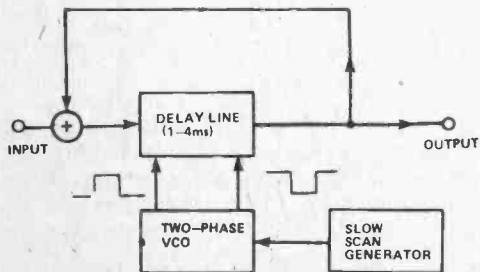 INPUT
+
DELAY LINE
(1–4ms)
OUTPUT
TWO–PHASE
VCO
SLOW
SCAN
GENERATOR